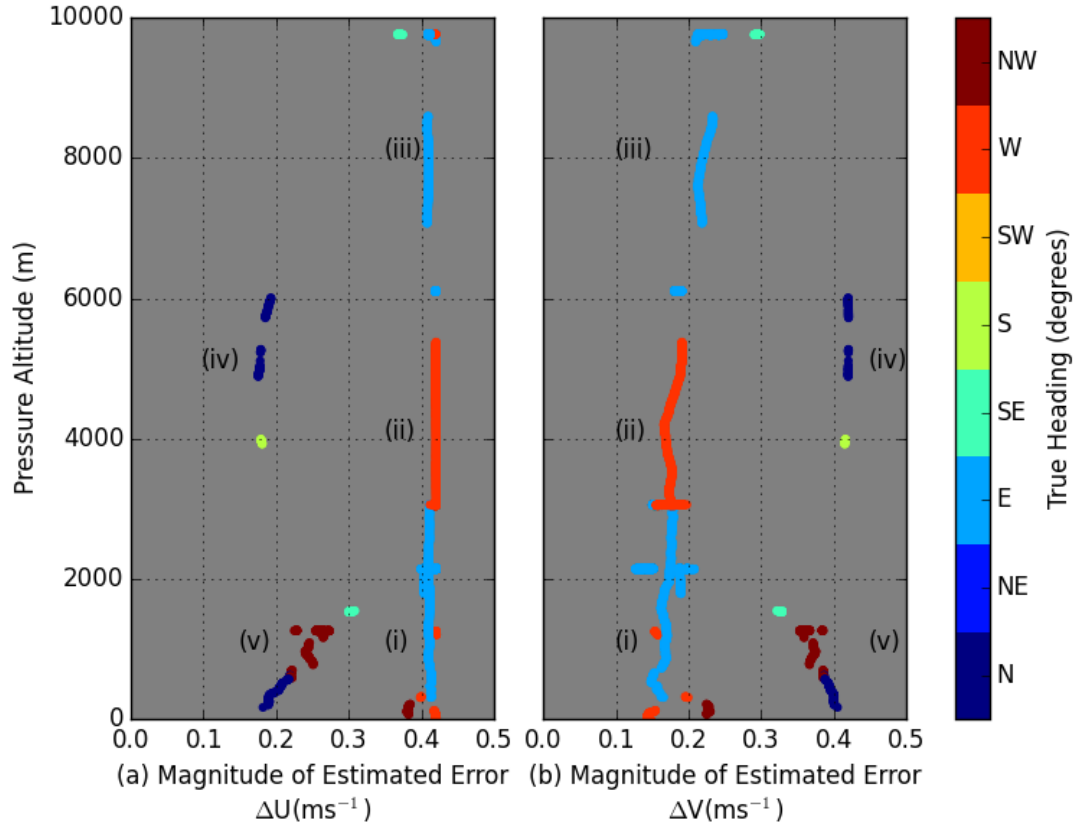 10000
8000
6000
4000
2000
0
Pressure Altitude (m)
(iii)
(iv)
(ii)
(v)
(i)
0.0 0.1 0.2 0.3 0.4 0.5
(a) Magnitude of Estimated Error
ΔU(ms⁻¹)
(iii)
(iv)
(ii)
(i)
(v)
0.0 0.1 0.2 0.3 0.4 0.5
(b) Magnitude of Estimated Error
ΔV(ms⁻¹)
NW
W
SW
S
SE
E
NE
N
True Heading (degrees)